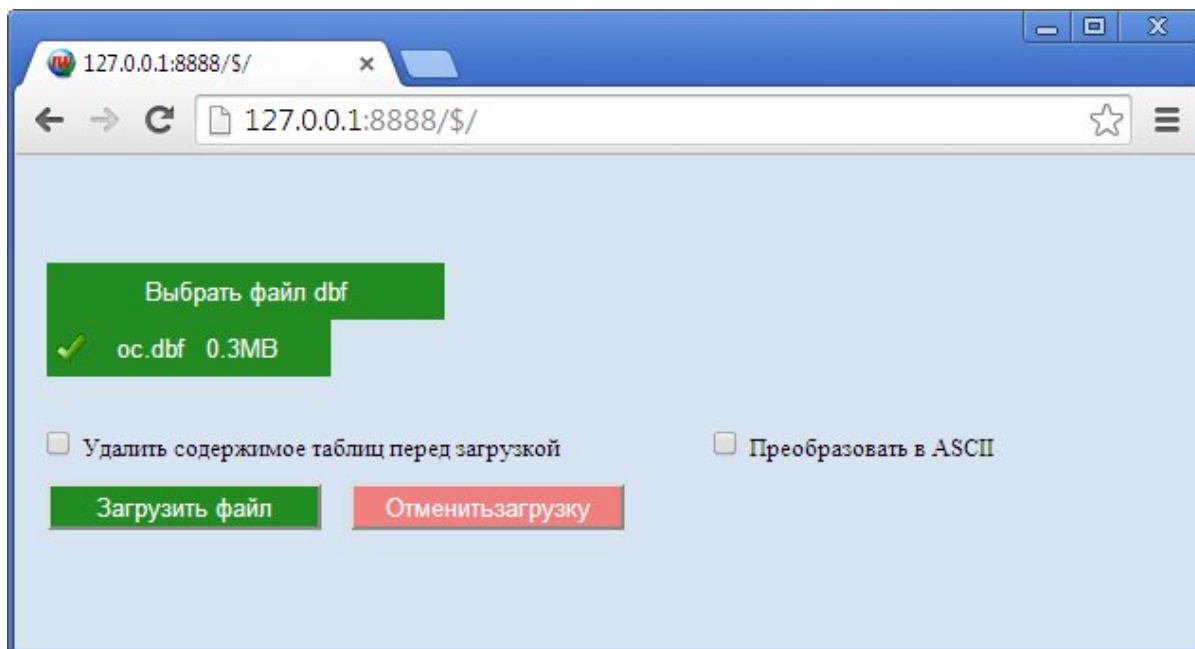 127.0.0.1:8888/$/
127.0.0.1:8888/$/
Выбрать файл dbf
oc.dbf 0.3MB
Удалить содержимое таблиц перед загрузкой
Преобразовать в ASCII
Загрузить файл
Отменитьзагрузку